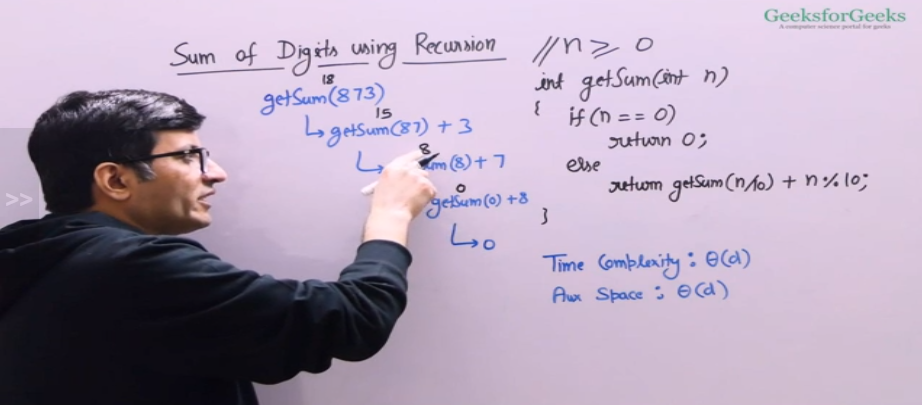 GeeksforGeeks
A computer science portal for geeks
Sum of Digits using Recursion //n ≥ 0
18
getSum(873)
15
↳ getSum(87) + 3
8
↳ um(8) + 7
0
getSum(0) + 8
↳ 0
int getSum(int n)
{
if (n == 0)
return 0;
else
return getSum(n/10) + n%10;
}
Time Complexity : θ(d)
Aux Space : θ(d)
>>